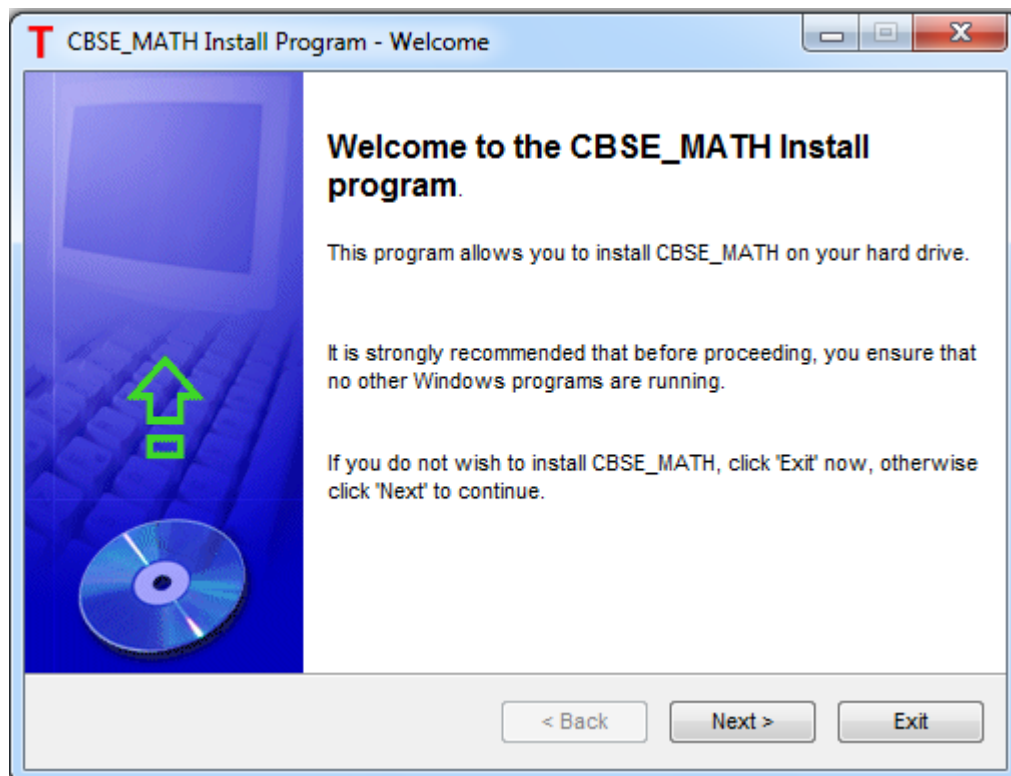 T CBSE_MATH Install Program - Welcome
Welcome to the CBSE_MATH Install
program.
This program allows you to install CBSE_MATH on your hard drive.
It is strongly recommended that before proceeding, you ensure that
no other Windows programs are running.
If you do not wish to install CBSE_MATH, click 'Exit' now, otherwise
click 'Next' to continue.
< Back Next > Exit